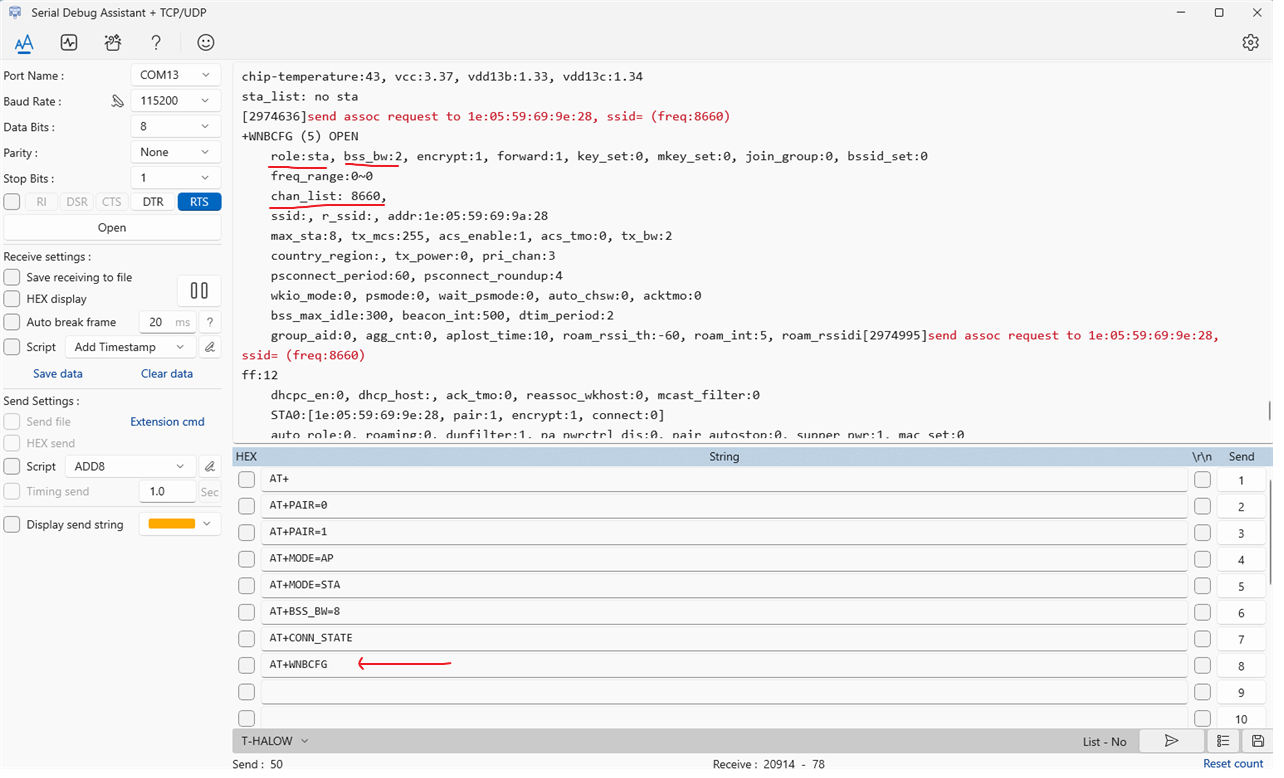 Serial Debug Assistant + TCP/UDP
Port Name : COM13
Baud Rate : 115200
Data Bits : 8
Parity : None
Stop Bits : 1
RI DSR CTS DTR RTS
Open
Receive settings :
Save receiving to file
HEX display
Auto break frame 20 ms ?
Script Add Timestamp
Save data Clear data
Send Settings :
Send file Extension cmd
HEX send
Script ADD8
Timing send 1.0 Sec
Display send string
chip-temperature:43, vcc:3.37, vdd13b:1.33, vdd13c:1.34
sta_list: no sta
[2974636]send assoc request to 1e:05:59:69:9e:28, ssid= (freq:8660)
+WNBCFG (5) OPEN
role:sta, bss_bw:2, encrypt:1, forward:1, key_set:0, mkey_set:0, join_group:0, bssid_set:0
freq_range:0~0
chan_list: 8660,
ssid:, r_ssid:, addr:1e:05:59:69:9a:28
max_sta:8, tx_mcs:255, acs_enable:1, acs_tmo:0, tx_bw:2
country_region:, tx_power:0, pri_chan:3
psconnect_period:60, psconnect_roundup:4
wkio_mode:0, psmode:0, wait_psmode:0, auto_chsw:0, acktmo:0
bss_max_idle:300, beacon_int:500, dtim_period:2
group_aid:0, agg_cnt:0, aplost_time:10, roam_rssi_th:-60, roam_int:5, roam_rssidi[2974995]send assoc request to 1e:05:59:69:9e:28,
ssid= (freq:8660)
ff:12
dhcpc_en:0, dhcp_host:, ack_tmo:0, reassoc_wkhost:0, mcast_filter:0
STA0:[1e:05:59:69:9e:28, pair:1, encrypt:1, connect:0]
auto_role:0, roaming:0, dupfilter:1, pa_pwrctrl_dis:0, pair_autostop:0, supper_pwr:1, mac_set:0
HEX String \r\n Send
AT+ 1
AT+PAIR=0 2
AT+PAIR=1 3
AT+MODE=AP 4
AT+MODE=STA 5
AT+BSS_BW=8 6
AT+CONN_STATE 7
AT+WNBCFG 8
9
10
T-HALOW List - No
Send : 50 Receive : 20914 - 78 Reset count